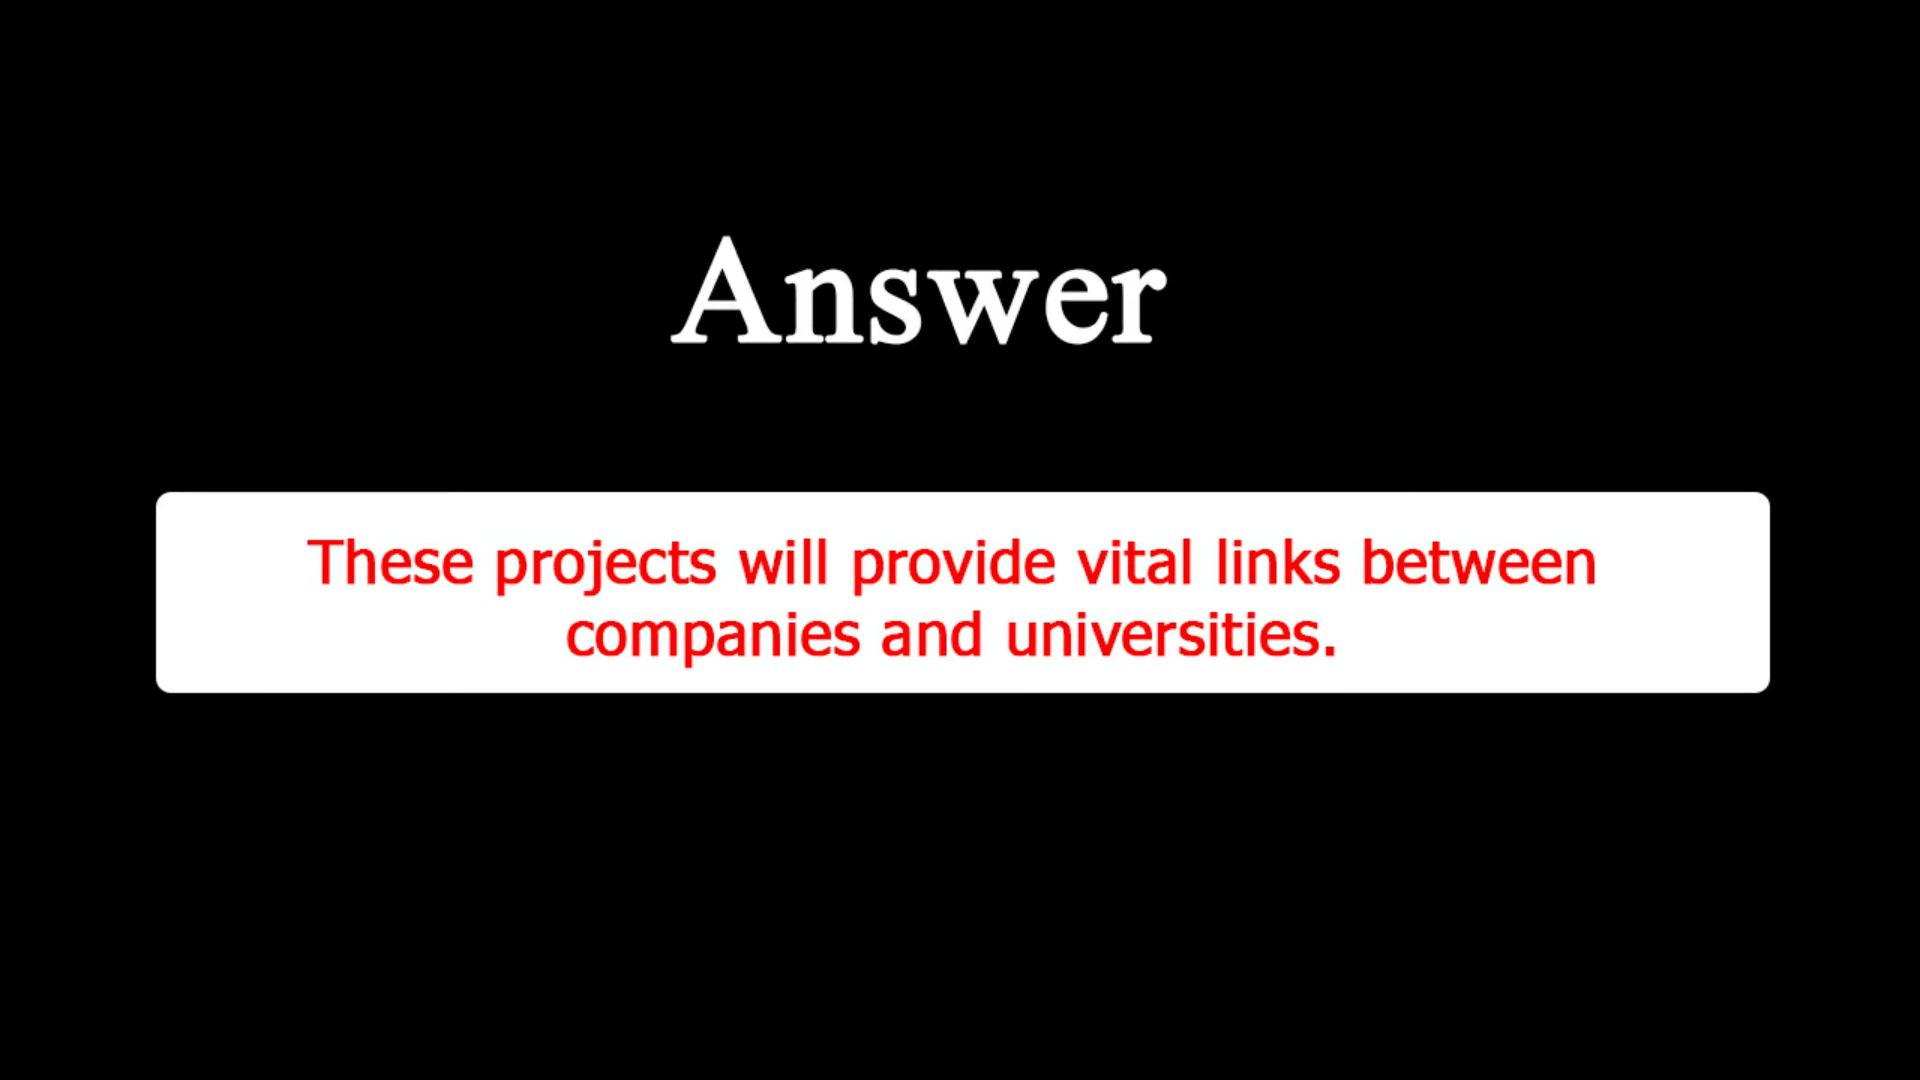 Answer
These projects will provide vital links between
companies and universities.